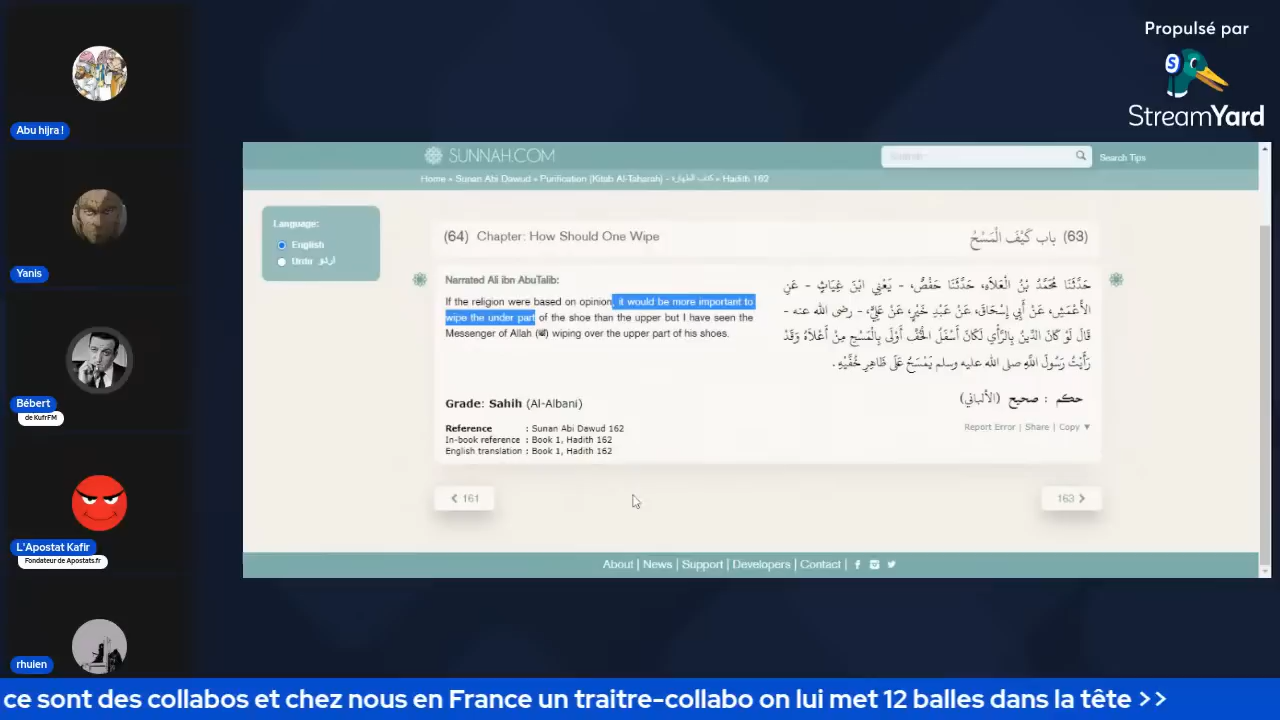 Propulsé par
StreamYard
Abu hijra !
Yanis
Bébert
de KufrFM
L'Apostat Kafir
Fondateur de Apostats.fr
rhuien
SUNNAH.COM
Search Tips
Home » Sunan Abi Dawud » Purification (Kitab Al-Taharah) - كتاب الطهارة » Hadith 162
Language:
English
Urdu اردو
(64) Chapter: How Should One Wipe
(63) باب كَيْفَ الْمَسْحُ
Narrated Ali ibn AbuTalib:
If the religion were based on opinion, it would be more important to
wipe the under part of the shoe than the upper but I have seen the
Messenger of Allah (ﷺ) wiping over the upper part of his shoes.
حَدَّثَنَا مُحَمَّدُ بْنُ الْعَلاَءِ، حَدَّثَنَا حَفْصٌ، - يَعْنِي ابْنَ غِيَاثٍ - عَنِ
الأَعْمَشِ، عَنْ أَبِي إِسْحَاقَ، عَنْ عَبْدِ خَيْرٍ، عَنْ عَلِيٍّ، - رضى الله عنه -
قَالَ لَوْ كَانَ الدِّينُ بِالرَّأْىِ لَكَانَ أَسْفَلُ الْخُفِّ أَوْلَى بِالْمَسْحِ مِنْ أَعْلاَهُ وَقَدْ
رَأَيْتُ رَسُولَ اللَّهِ صلى الله عليه وسلم يَمْسَحُ عَلَى ظَاهِرِ خُفَّيْهِ .
Grade: Sahih (Al-Albani)
حكم : صحيح (الألباني)
Reference : Sunan Abi Dawud 162
In-book reference : Book 1, Hadith 162
English translation : Book 1, Hadith 162
Report Error | Share | Copy ▼
161
163
About | News | Support | Developers | Contact |
ce sont des collabos et chez nous en France un traitre-collabo on lui met 12 balles dans la tête >>